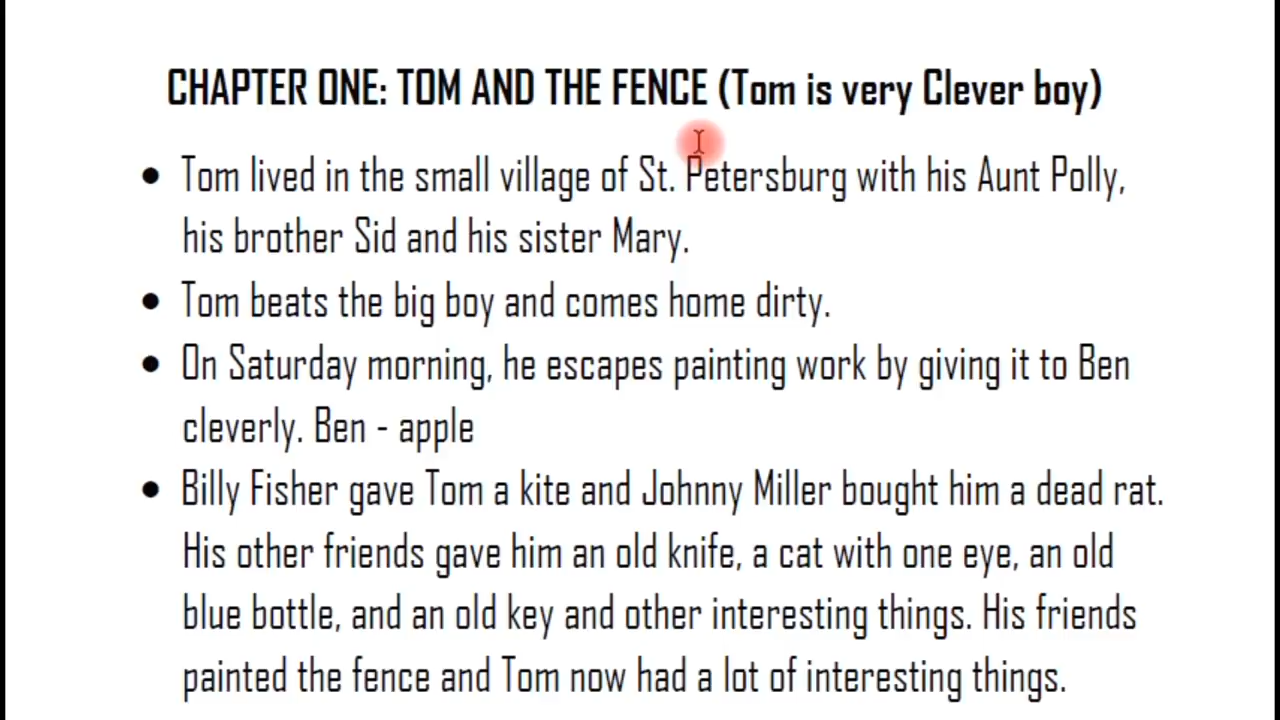 CHAPTER ONE: TOM AND THE FENCE (Tom is very Clever boy)
• Tom lived in the small village of St. Petersburg with his Aunt Polly,
his brother Sid and his sister Mary.
• Tom beats the big boy and comes home dirty.
• On Saturday morning, he escapes painting work by giving it to Ben
cleverly. Ben - apple
• Billy Fisher gave Tom a kite and Johnny Miller bought him a dead rat.
His other friends gave him an old knife, a cat with one eye, an old
blue bottle, and an old key and other interesting things. His friends
painted the fence and Tom now had a lot of interesting things.